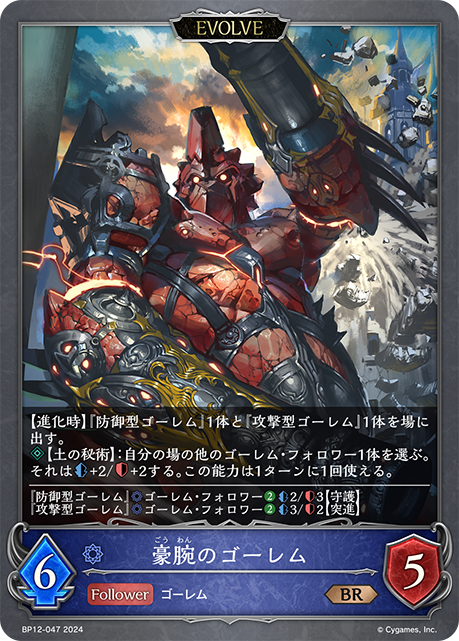 EVOLVE
【進化時】『防御型ゴーレム』1体と『攻撃型ゴーレム』1体を場に
出す。
【土の秘術】:自分の場の他のゴーレム・フォロワー1体を選ぶ。
それは+2/+2する。この能力は1ターンに1回使える。
『防御型ゴーレム』ゴーレム・フォロワー2 2/3【守護】
『攻撃型ゴーレム』ゴーレム・フォロワー2 3/2【突進】
ごう わん
豪腕のゴーレム
6
Follower ゴーレム
BR
5
BP12-047 2024
© Cygames, Inc.